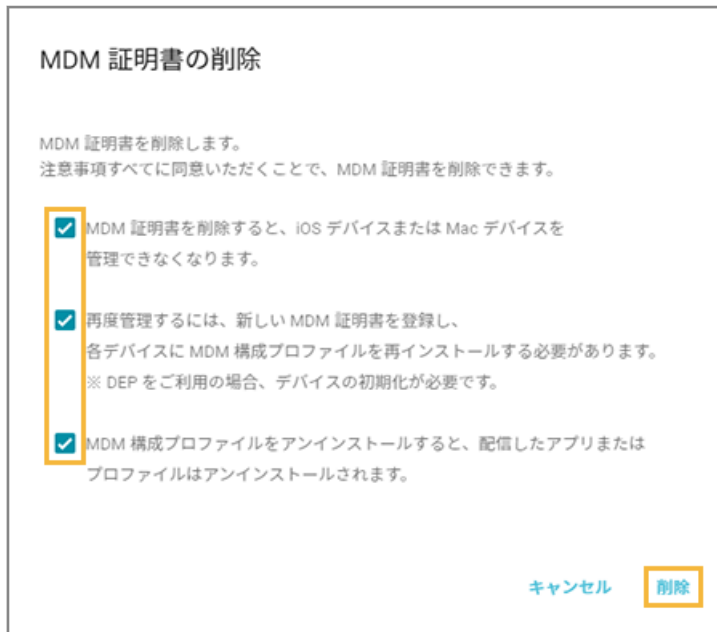 MDM 証明書の削除
MDM 証明書を削除します。
注意事項すべてに同意いただくことで、MDM 証明書を削除できます。
MDM 証明書を削除すると、iOS デバイスまたは Mac デバイスを
管理できなくなります。
再度管理するには、新しい MDM 証明書を登録し、
各デバイスに MDM 構成プロファイルを再インストールする必要があります。
※ DEP をご利用の場合、デバイスの初期化が必要です。
MDM 構成プロファイルをアンインストールすると、配信したアプリまたは
プロファイルはアンインストールされます。
キャンセル 削除